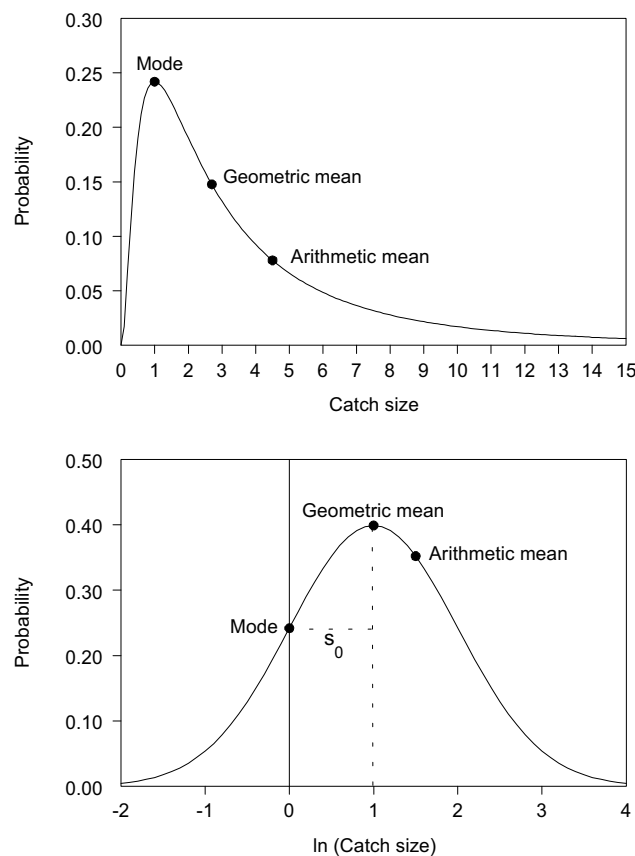 0.30
Mode
0.25
0.20
Geometric mean
0.15
Probability
Arithmetic mean
0.10
0.05
0.00
0 1 2 3 4 5 6 7 8 9 10 11 12 13 14 15
Catch size
0.50
Geometric mean
0.40
Arithmetic mean
0.30
Mode
s0
Probability
0.20
0.10
0.00
-2 -1 0 1 2 3 4
ln (Catch size)